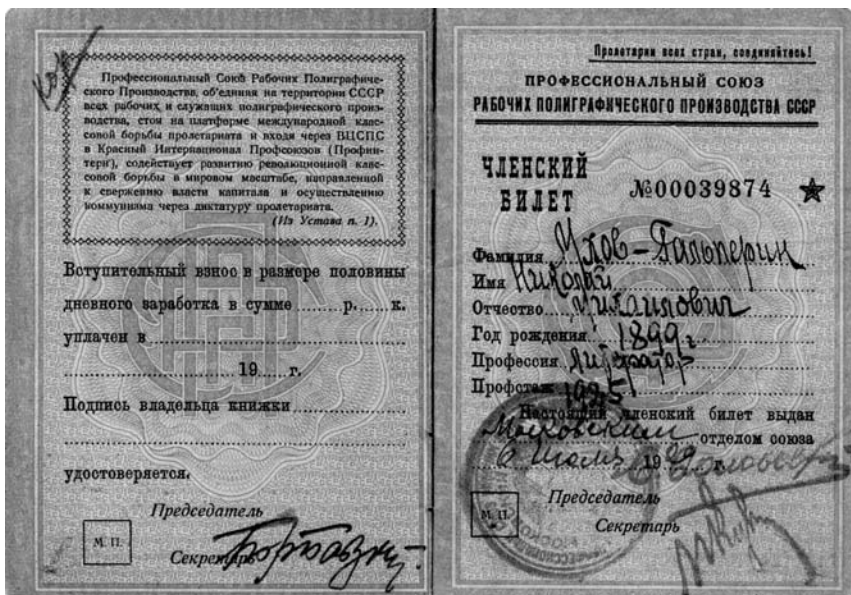 Профессиональный Союз Рабочих Полиграфиче-
ского Производства, об'единяя на территории СССР
всех рабочих и служащих полиграфического произ-
водства, стоя на платформе международной клас-
совой борьбы пролетариата и входя через ВЦСПС
в Красный Интернационал Профсоюзов (Профин-
терн), содействует развитию революционной клас-
совой борьбы в мировом масштабе, направленной
к свержению власти капитала и осуществлению
коммунизма через диктатуру пролетариата.
(Из Устава п. 1).
Вступительный взнос в размере половины
дневного заработка в сумме р. к.
уплачен в
19 г.
Подпись владельца книжки
удостоверяется.
Председатель
М. П.
Секретарь
Пролетарии всех стран, соединяйтесь!
ПРОФЕССИОНАЛЬНЫЙ СОЮЗ
РАБОЧИХ ПОЛИГРАФИЧЕСКОГО ПРОИЗВОДСТВА СССР
ЧЛЕНСКИЙ
БИЛЕТ
№00039874
Фамилия Гальперин
Имя Николай
Отчество Михайлович
Год рождения 1899 г
Профессия
Профстаж 1925
Настоящий членский билет выдан
Московским отделом союза
6 1929 г.
Председатель
М. П.
Секретарь